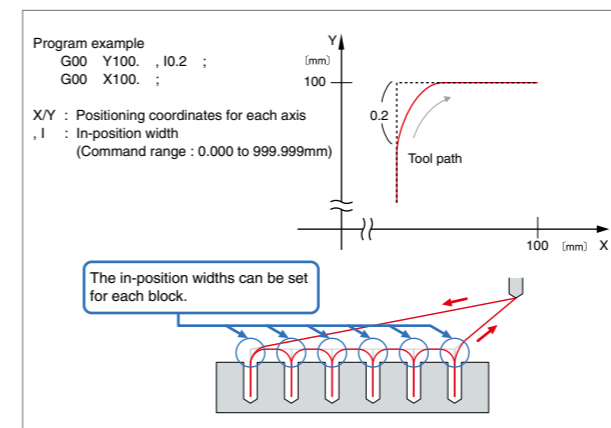 Program example
G00 Y100. , I0.2 ;
G00 X100. ;
X/Y : Positioning coordinates for each axis
, I : In-position width
(Command range : 0.000 to 999.999mm)
Y
[mm]
100
0.2
Tool path
100 [mm] X
The in-position widths can be set
for each block.